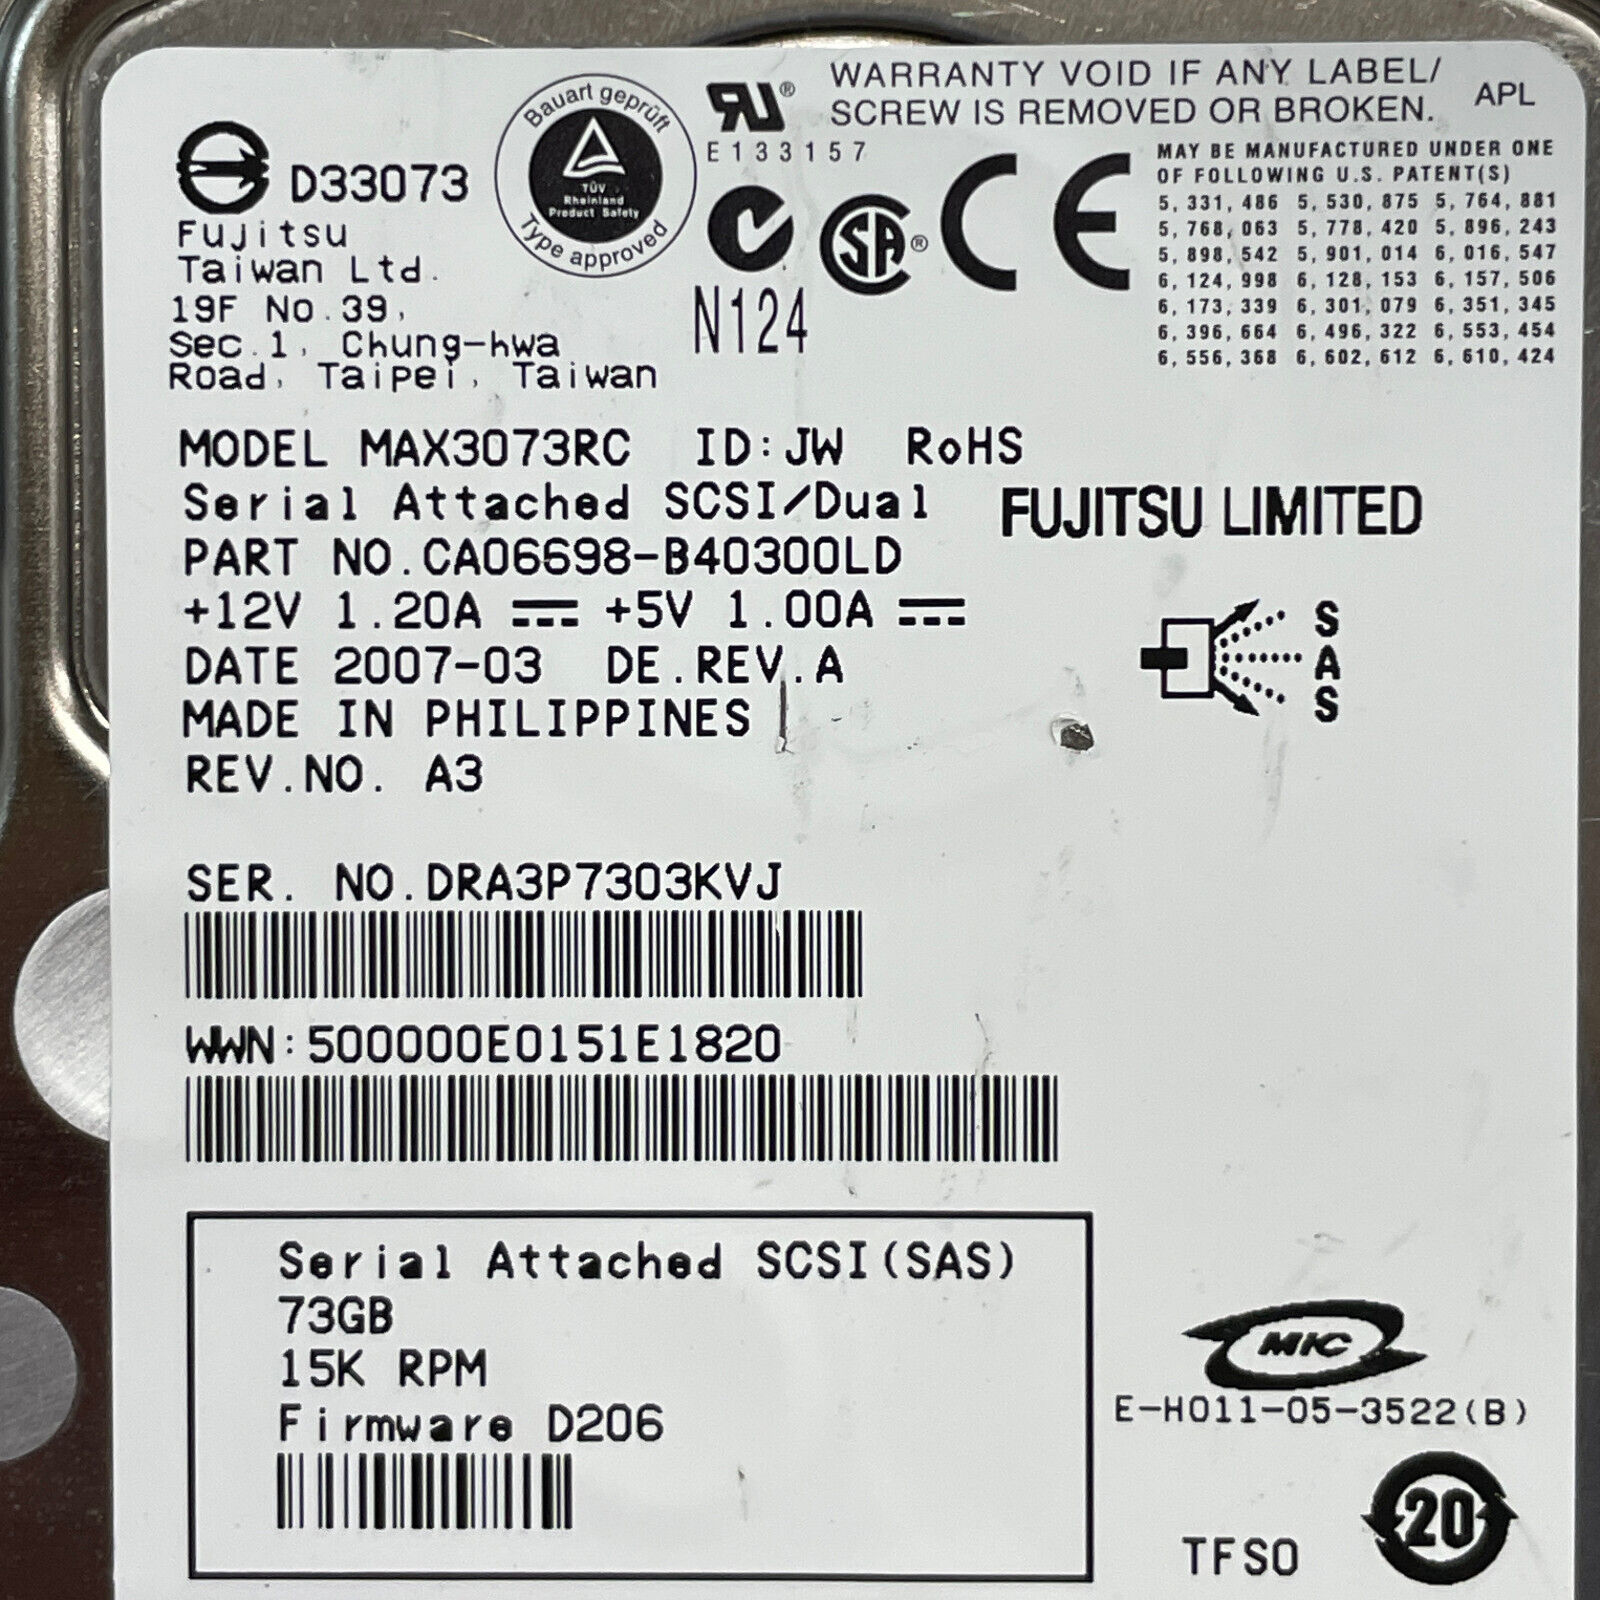 WARRANTY VOID IF ANY LABEL/
SCREW IS REMOVED OR BROKEN.
APL
D33073
Fujitsu
Taiwan Ltd.
19F No.39,
Sec.1, Chung-hwa
Road, Taipei, Taiwan
Bauart geprüft
TÜV
Rheinland
Product Safety
Type approved
RU®
E133157
N124
SA®
CE
MAY BE MANUFACTURED UNDER ONE
OF FOLLOWING U.S. PATENT(S)
5,331,486 5,530,875 5,764,881
5,768,063 5,778,420 5,896,243
5,898,542 5,901,014 6,016,547
6,124,998 6,128,153 6,157,506
6,173,339 6,301,079 6,351,345
6,396,664 6,496,322 6,553,454
6,556,368 6,602,612 6,610,424
MODEL MAX3073RC ID:JW RoHS
Serial Attached SCSI/Dual
FUJITSU LIMITED
PART NO.CA06698-B40300LD
+12V 1.20A +5V 1.00A
DATE 2007-03 DE.REV.A
MADE IN PHILIPPINES
REV.NO. A3
SAS
SER. NO.DRA3P7303KVJ
WWN:500000E0151E1820
Serial Attached SCSI(SAS)
73GB
15K RPM
Firmware D206
MIC
E-H011-05-3522(B)
20
TFSO